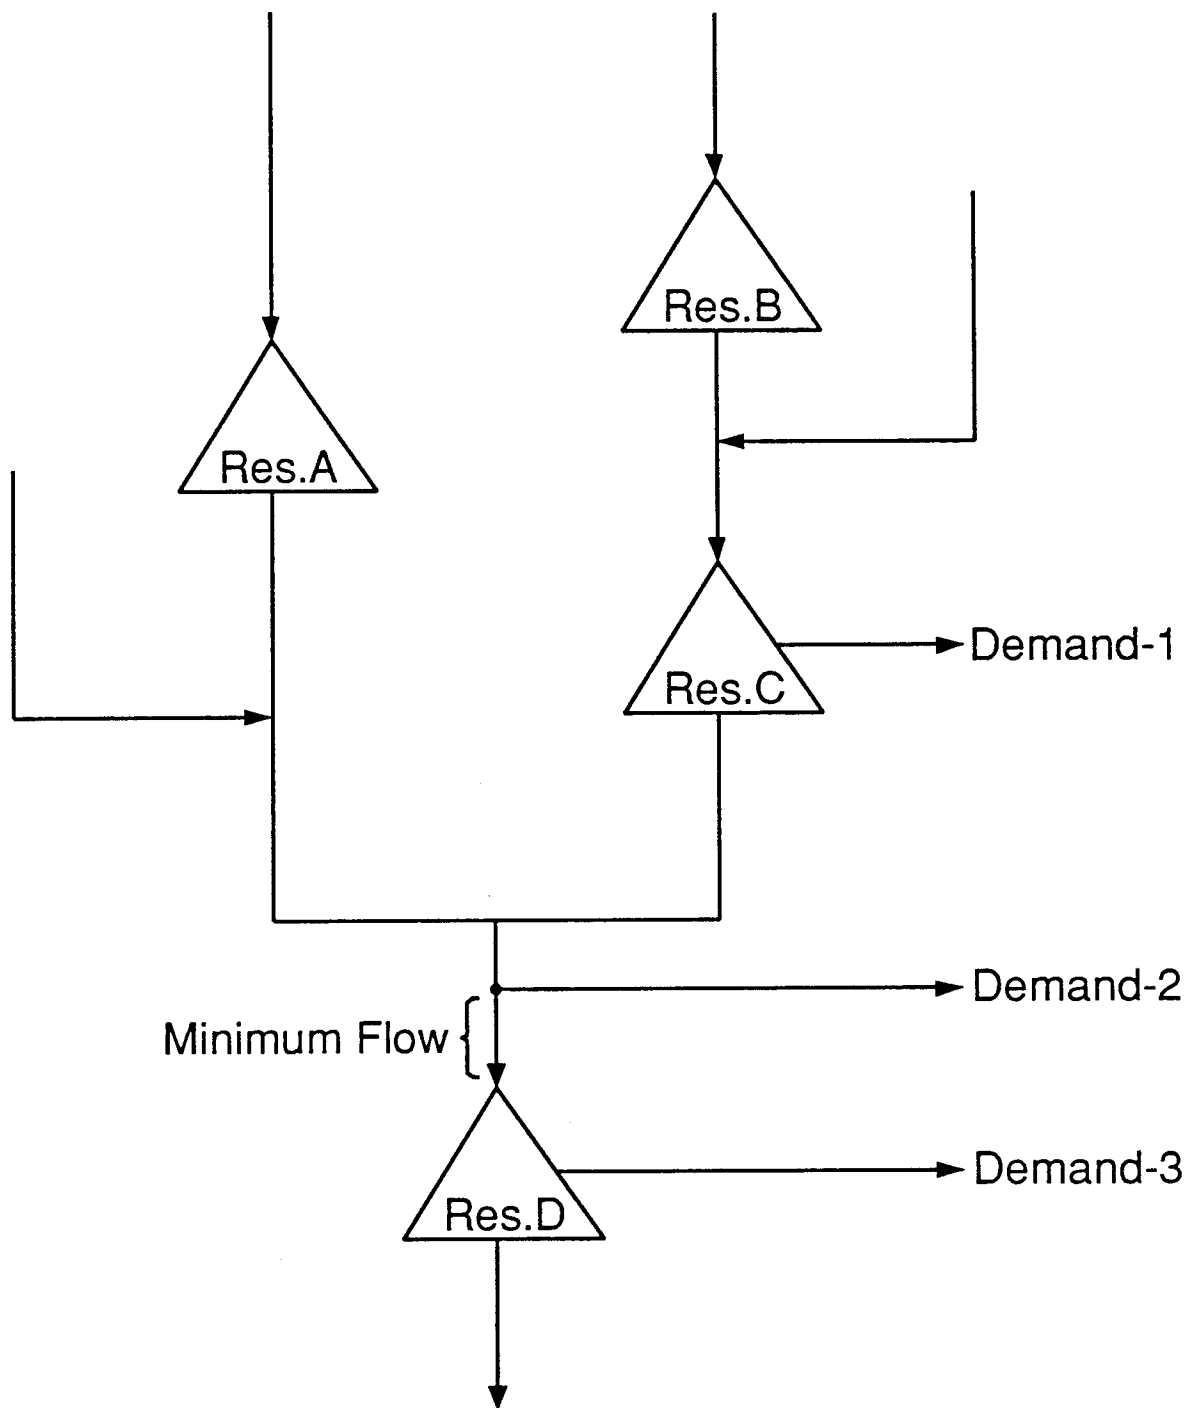 Res.B
Res.A
Demand-1
Res.C
Demand-2
Minimum Flow
Demand-3
Res.D